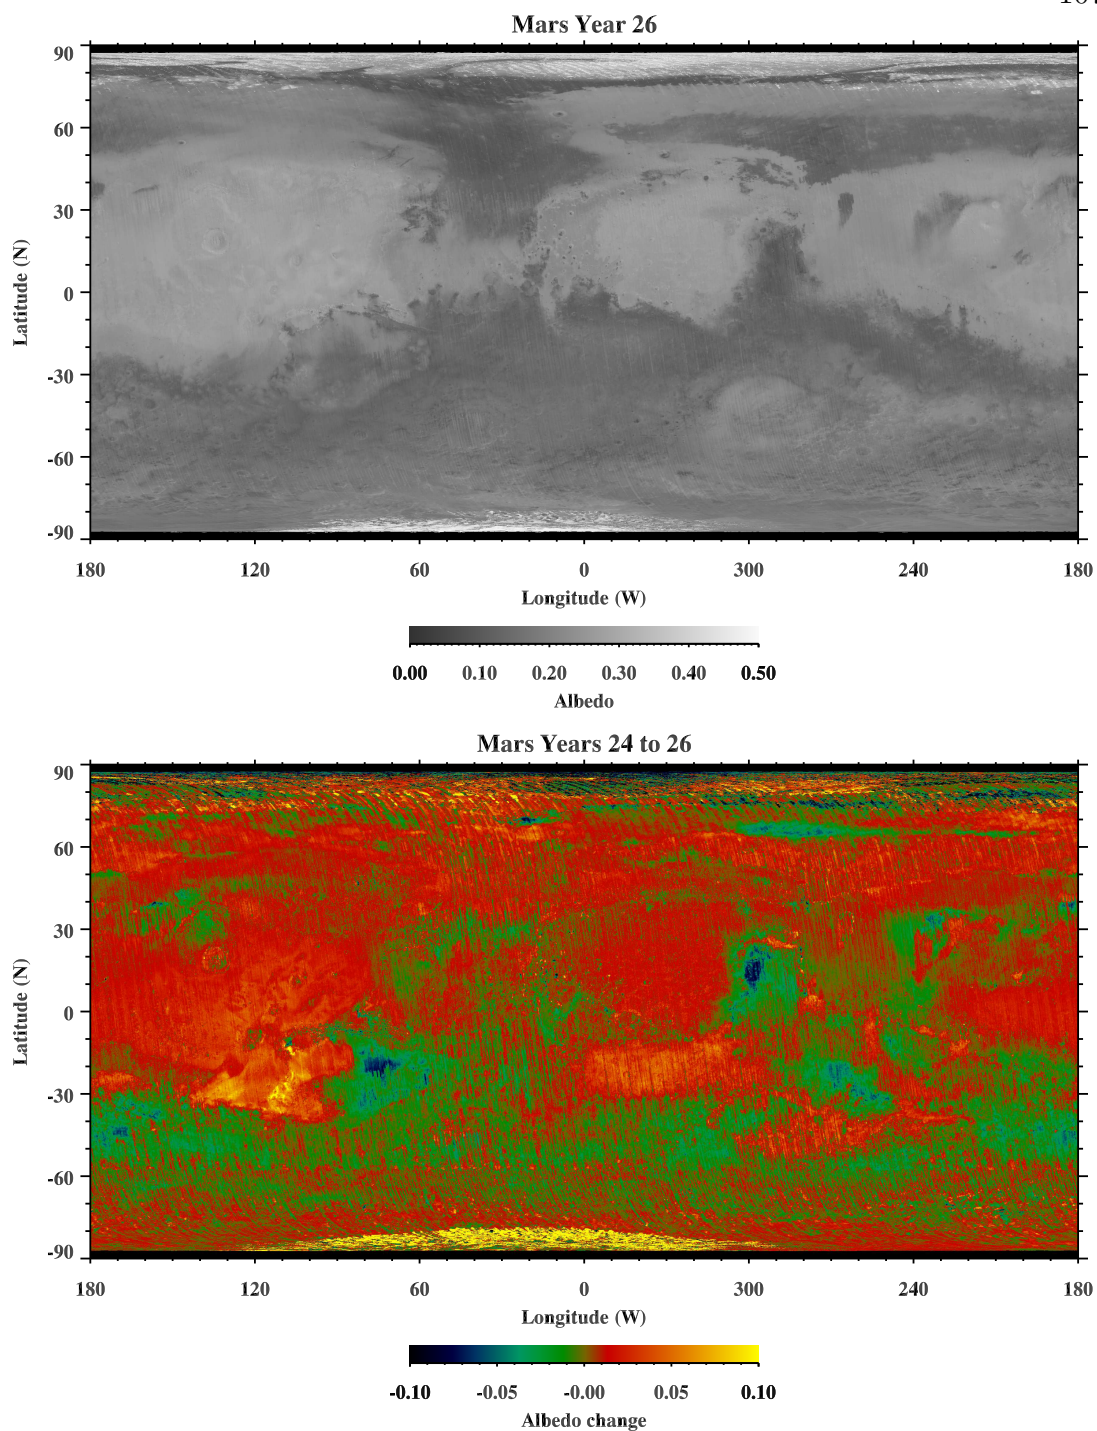 Mars Year 26
90
60
30
0
-30
-60
-90
Latitude (N)
180 120 60 0 300 240 180
Longitude (W)
0.00 0.10 0.20 0.30 0.40 0.50
Albedo
Mars Years 24 to 26
90
60
30
0
-30
-60
-90
Latitude (N)
180 120 60 0 300 240 180
Longitude (W)
-0.10 -0.05 -0.00 0.05 0.10
Albedo change